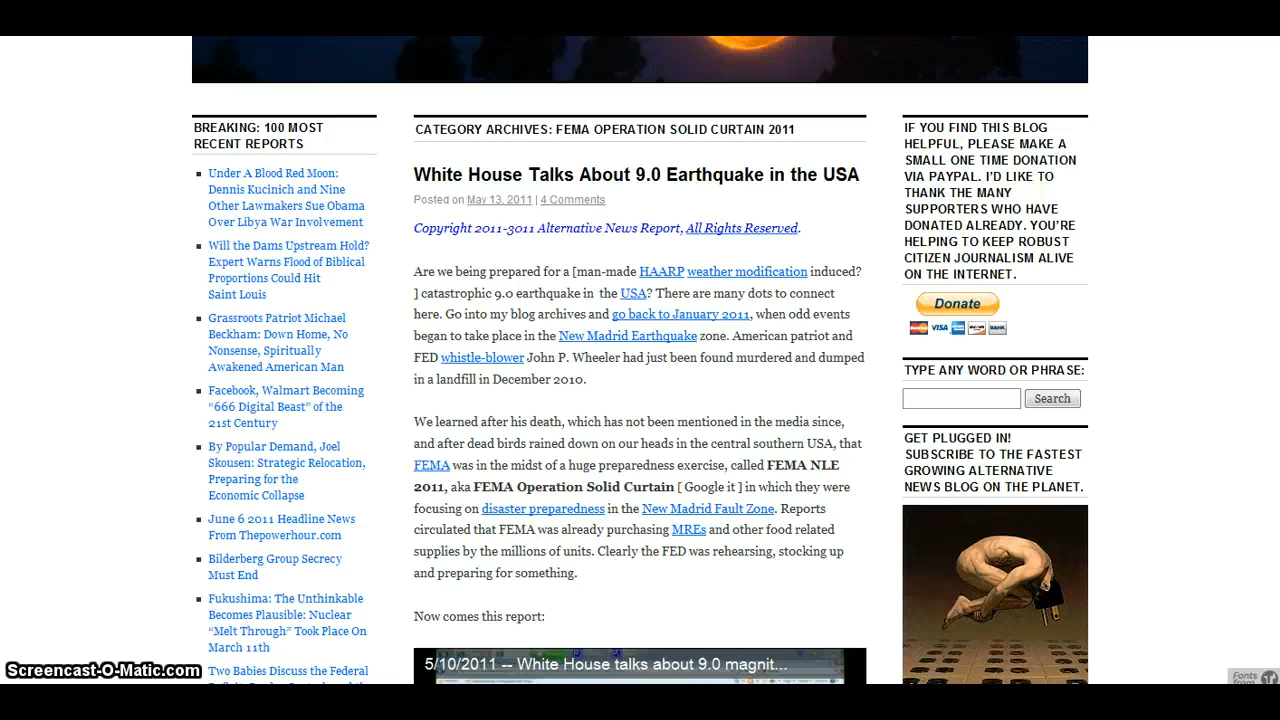 BREAKING: 100 MOST
RECENT REPORTS
Under A Blood Red Moon:
Dennis Kucinich and Nine
Other Lawmakers Sue Obama
Over Libya War Involvement
Will the Dams Upstream Hold?
Expert Warns Flood of Biblical
Proportions Could Hit
Saint Louis
Grassroots Patriot Michael
Beckham: Down Home, No
Nonsense, Spiritually
Awakened American Man
Facebook, Walmart Becoming
“666 Digital Beast” of the
21st Century
By Popular Demand, Joel
Skousen: Strategic Relocation,
Preparing for the
Economic Collapse
June 6 2011 Headline News
From Thepowerhour.com
Bilderberg Group Secrecy
Must End
Fukushima: The Unthinkable
Becomes Plausible: Nuclear
“Melt Through” Took Place On
March 11th
Two Babies Discuss the Federal
CATEGORY ARCHIVES: FEMA OPERATION SOLID CURTAIN 2011
White House Talks About 9.0 Earthquake in the USA
Posted on May 13, 2011 | 4 Comments
Copyright 2011-3011 Alternative News Report, All Rights Reserved.
Are we being prepared for a [man-made HAARP weather modification induced?
] catastrophic 9.0 earthquake in the USA? There are many dots to connect
here. Go into my blog archives and go back to January 2011, when odd events
began to take place in the New Madrid Earthquake zone. American patriot and
FED whistle-blower John P. Wheeler had just been found murdered and dumped
in a landfill in December 2010.
We learned after his death, which has not been mentioned in the media since,
and after dead birds rained down on our heads in the central southern USA, that
FEMA was in the midst of a huge preparedness exercise, called FEMA NLE
2011, aka FEMA Operation Solid Curtain [ Google it ] in which they were
focusing on disaster preparedness in the New Madrid Fault Zone. Reports
circulated that FEMA was already purchasing MREs and other food related
supplies by the millions of units. Clearly the FED was rehearsing, stocking up
and preparing for something.
Now comes this report:
5/10/2011 -- White House talks about 9.0 magnit...
IF YOU FIND THIS BLOG
HELPFUL, PLEASE MAKE A
SMALL ONE TIME DONATION
VIA PAYPAL. I'D LIKE TO
THANK THE MANY
SUPPORTERS WHO HAVE
DONATED ALREADY. YOU'RE
HELPING TO KEEP ROBUST
CITIZEN JOURNALISM ALIVE
ON THE INTERNET.
Donate
VISA
BANK
TYPE ANY WORD OR PHRASE:
Search
GET PLUGGED IN!
SUBSCRIBE TO THE FASTEST
GROWING ALTERNATIVE
NEWS BLOG ON THE PLANET.
Screencast-O-Matic.com
Fonts
from